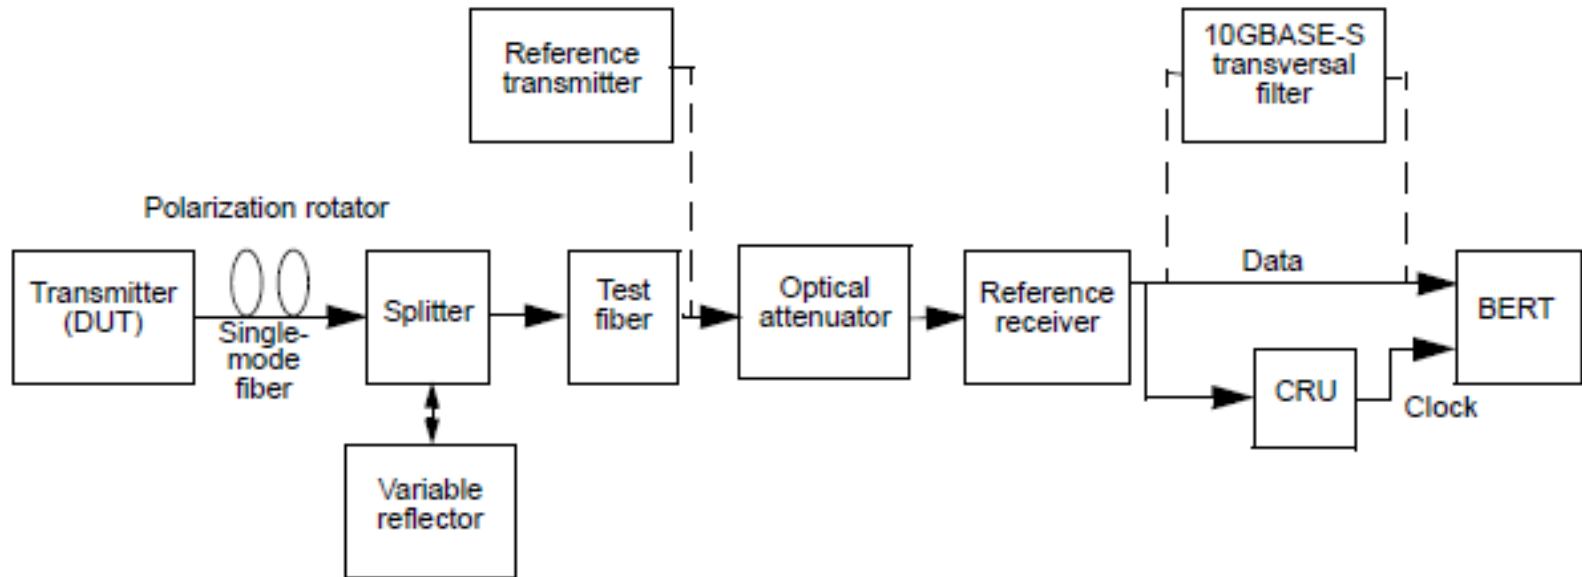 Reference
transmitter
10GBASE-S
transversal
filter
Polarization rotator
Transmitter
(DUT)
Single-
mode
fiber
Splitter
Test
fiber
Optical
attenuator
Reference
receiver
Data
BERT
CRU
Clock
Variable
reflector